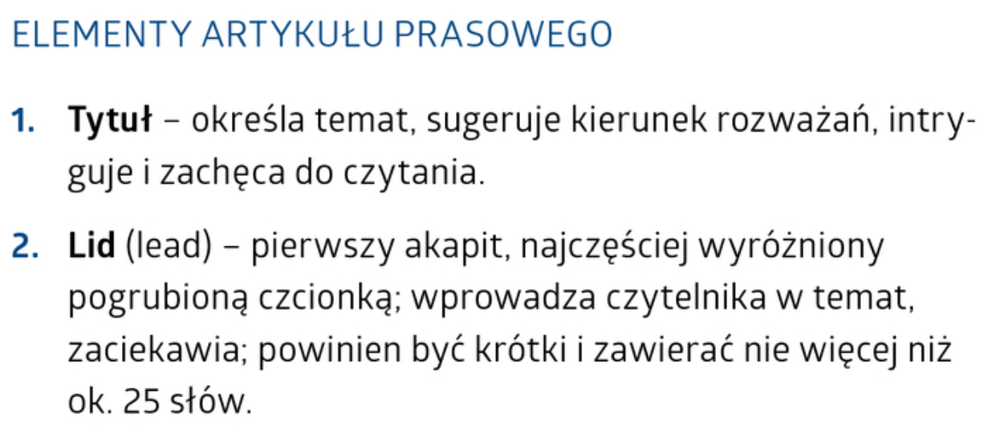 ELEMENTY ARTYKUŁU PRASOWEGO
1. Tytuł – określa temat, sugeruje kierunek rozważań, intry-
guje i zachęca do czytania.
2. Lid (lead) – pierwszy akapit, najczęściej wyróżniony
pogrubioną czcionką; wprowadza czytelnika w temat,
zaciekawia; powinien być krótki i zawierać nie więcej niż
ok. 25 słów.